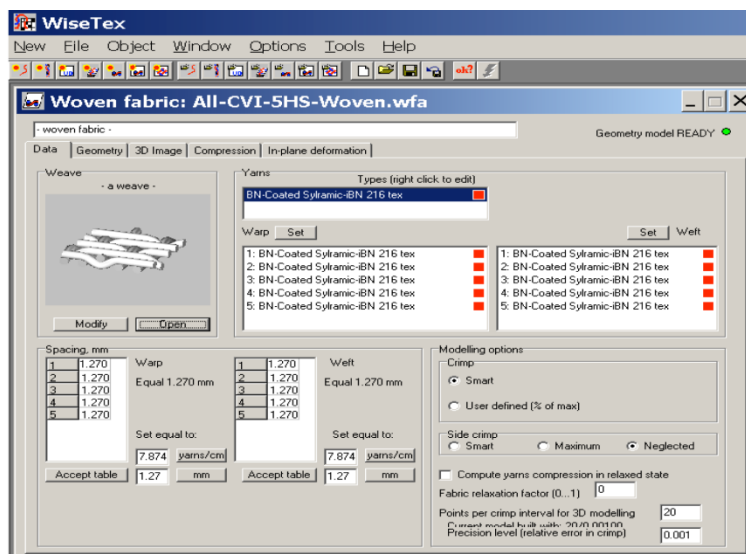 WiseTex
New File Object Window Options Tools Help
ok?
Woven fabric: All-CVI-5HS-Woven.wfa
- woven fabric -
Geometry model READY
Data Geometry 3D Image Compression In-plane deformation
Weave
- a weave -
Modify Open
Yarns
Types (right click to edit)
BN-Coated Sylramic-iBN 216 tex
Warp Set
Set Weft
1: BN-Coated Sylramic-iBN 216 tex
2: BN-Coated Sylramic-iBN 216 tex
3: BN-Coated Sylramic-iBN 216 tex
4: BN-Coated Sylramic-iBN 216 tex
5: BN-Coated Sylramic-iBN 216 tex
1: BN-Coated Sylramic-iBN 216 tex
2: BN-Coated Sylramic-iBN 216 tex
3: BN-Coated Sylramic-iBN 216 tex
4: BN-Coated Sylramic-iBN 216 tex
5: BN-Coated Sylramic-iBN 216 tex
Spacing, mm
1 1.270
2 1.270
3 1.270
4 1.270
5 1.270
Warp
Equal 1.270 mm
Set equal to:
7.874 yarns/cm
Accept table 1.27 mm
1 1.270
2 1.270
3 1.270
4 1.270
5 1.270
Weft
Equal 1.270 mm
Set equal to:
7.874 yarns/cm
Accept table 1.27 mm
Modelling options
Crimp
Smart
User defined (% of max)
Side crimp
Smart Maximum Neglected
Compute yarns compression in relaxed state
Fabric relaxation factor (0...1) 0
Points per crimp interval for 3D modelling 20
Current model built with: 20/0.00100
Precision level (relative error in crimp) 0.001